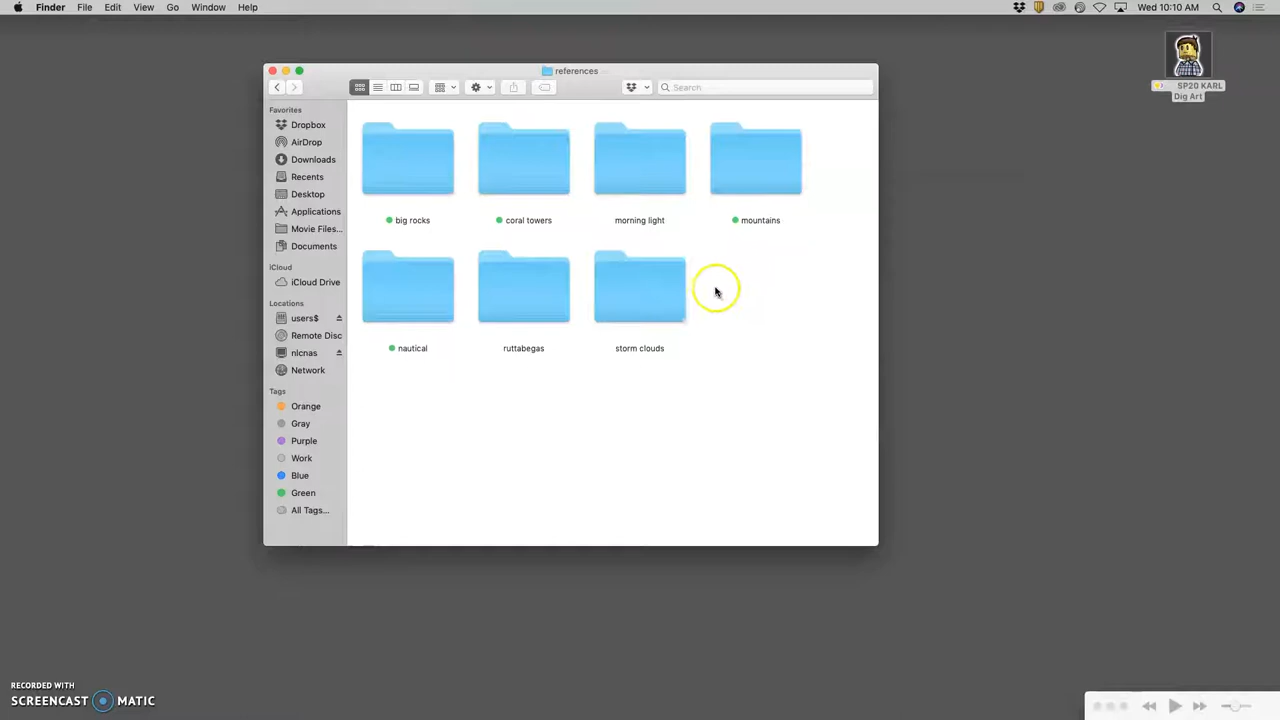 Finder File Edit View Go Window Help Wed 10:10 AM
SP20 KARL
Dig Art
references
Search
Favorites
Dropbox
AirDrop
Downloads
Recents
Desktop
Applications
Movie Files...
Documents
iCloud
iCloud Drive
Locations
users$
Remote Disc
nlcnas
Network
Tags
Orange
Gray
Purple
Work
Blue
Green
All Tags...
big rocks coral towers morning light mountains
nautical ruttabegas storm clouds
RECORDED WITH
SCREENCAST MATIC